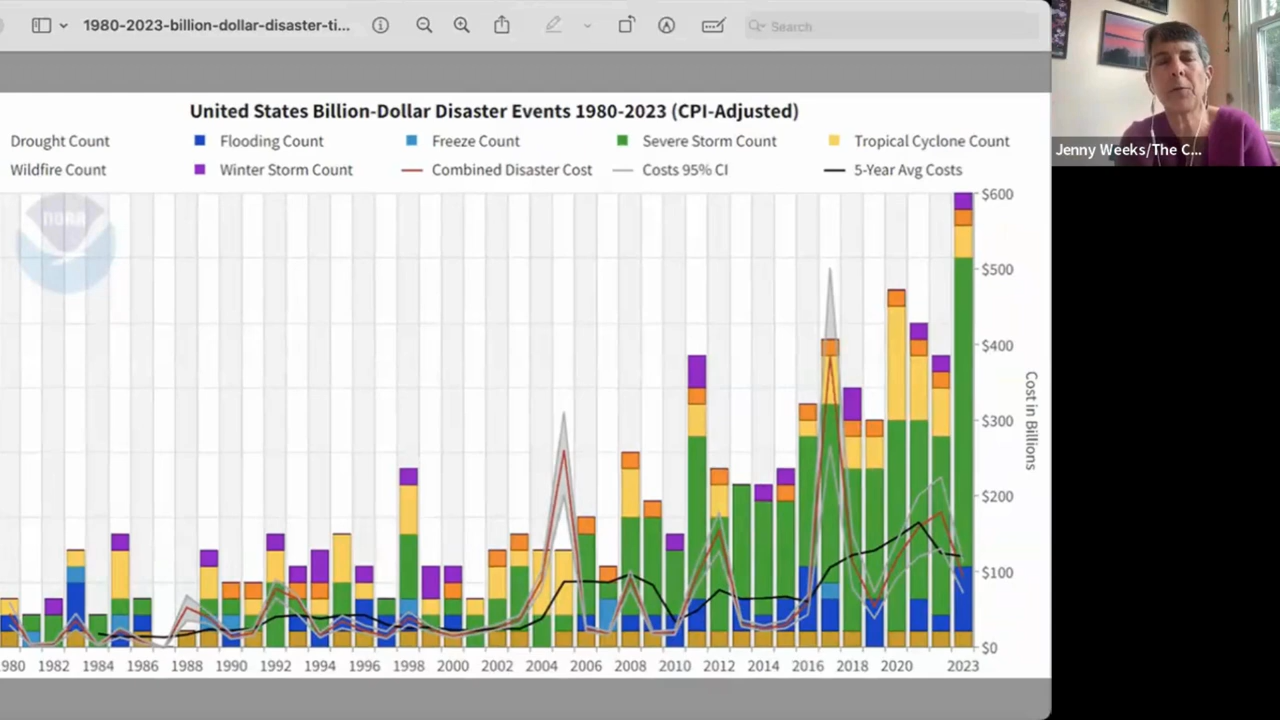 1980-2023-billion-dollar-disaster-ti...
Search
United States Billion-Dollar Disaster Events 1980-2023 (CPI-Adjusted)
Drought Count Flooding Count Freeze Count Severe Storm Count Tropical Cyclone Count
Wildfire Count Winter Storm Count Combined Disaster Cost Costs 95% CI 5-Year Avg Costs
noaa
$600
$500
$400
$300
$200
$100
$0
Cost in Billions
980 1982 1984 1986 1988 1990 1992 1994 1996 1998 2000 2002 2004 2006 2008 2010 2012 2014 2016 2018 2020 2023
Jenny Weeks/The C...